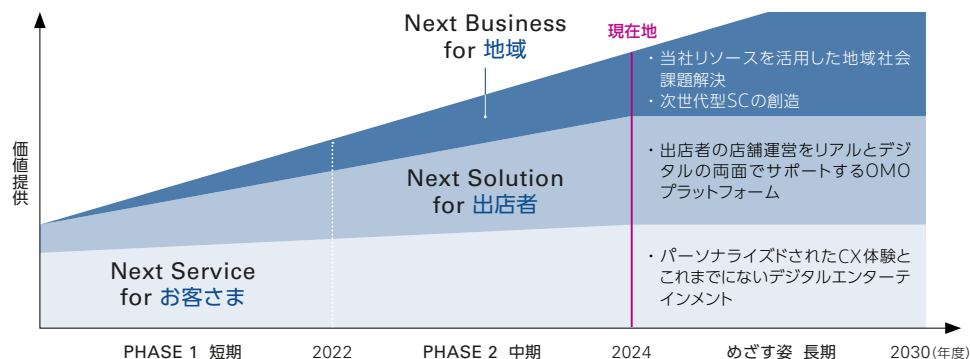 Next Business
for 地域
現在地
・当社リソースを活用した地域社会
課題解決
・次世代型SCの創造
価値提供
Next Solution
for 出店者
・出店者の店舗運営をリアルとデジ
タルの両面でサポートするOMO
プラットフォーム
Next Service
for お客さま
・パーソナライズドされたCX体験と
これまでにないデジタルエンターテ
インメント
PHASE 1 短期 2022 PHASE 2 中期 2024 めざす姿 長期 2030(年度)